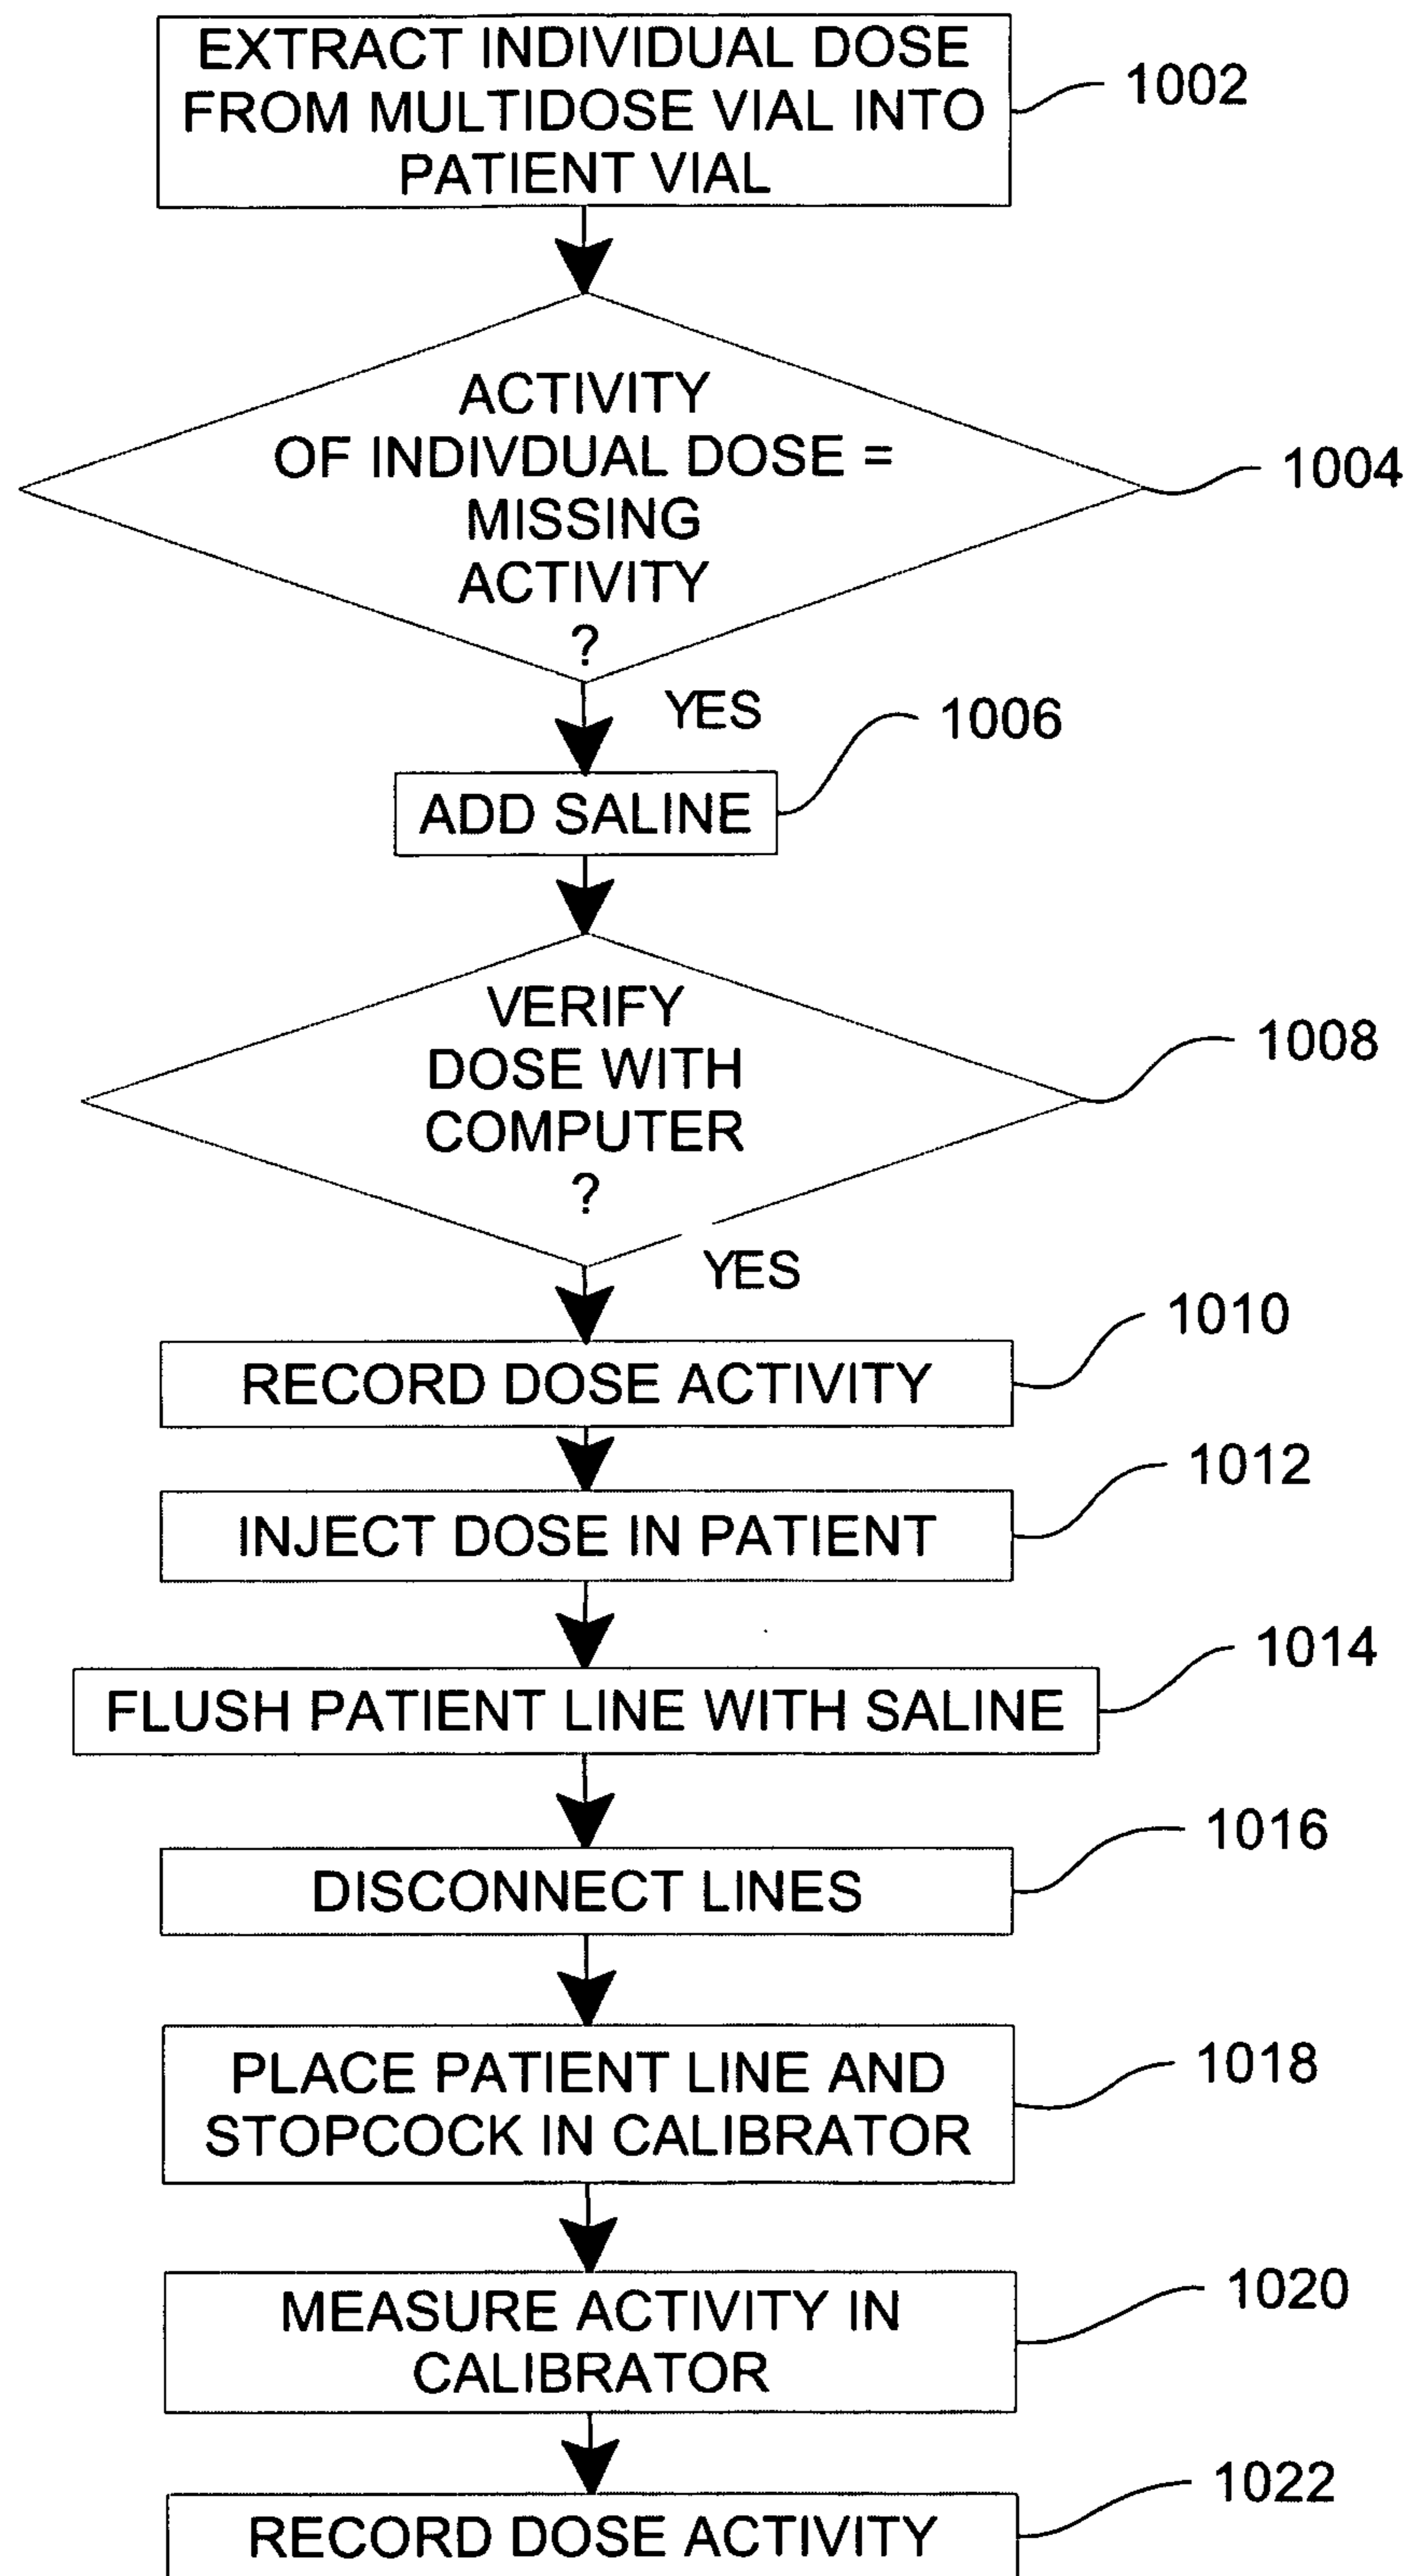 EXTRACT INDIVIDUAL DOSE
FROM MULTIDOSE VIAL INTO
PATIENT VIAL
1002
ACTIVITY
OF INDIVDUAL DOSE =
MISSING
ACTIVITY
?
1004
YES
1006
ADD SALINE
VERIFY
DOSE WITH
COMPUTER
?
1008
YES
1010
RECORD DOSE ACTIVITY
1012
INJECT DOSE IN PATIENT
1014
FLUSH PATIENT LINE WITH SALINE
1016
DISCONNECT LINES
1018
PLACE PATIENT LINE AND
STOPCOCK IN CALIBRATOR
1020
MEASURE ACTIVITY IN
CALIBRATOR
1022
RECORD DOSE ACTIVITY